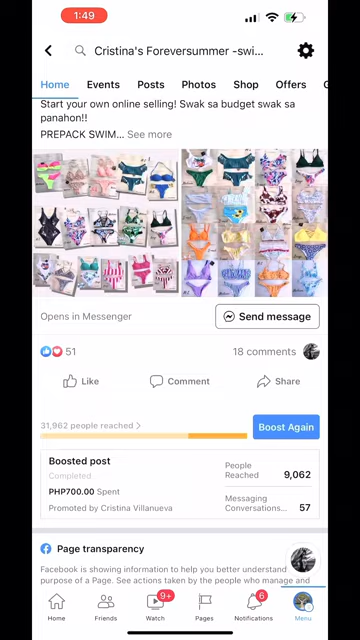 1:49
Cristina's Foreversummer -swi...
Home Events Posts Photos Shop Offers
Start your own online selling! Swak sa budget swak sa
panahon!!
PREPACK SWIM... See more
Opens in Messenger
Send message
51
18 comments
Like
Comment
Share
31,962 people reached
Boost Again
Boosted post
Completed
PHP700.00 Spent
Promoted by Cristina Villanueva
People
Reached
9,062
Messaging
Conversations...
57
Page transparency
Facebook is showing information to help you better understand
purpose of a Page. See actions taken by the people who manage and
9+
6
Home
Friends
Watch
Pages
Notifications
Menu